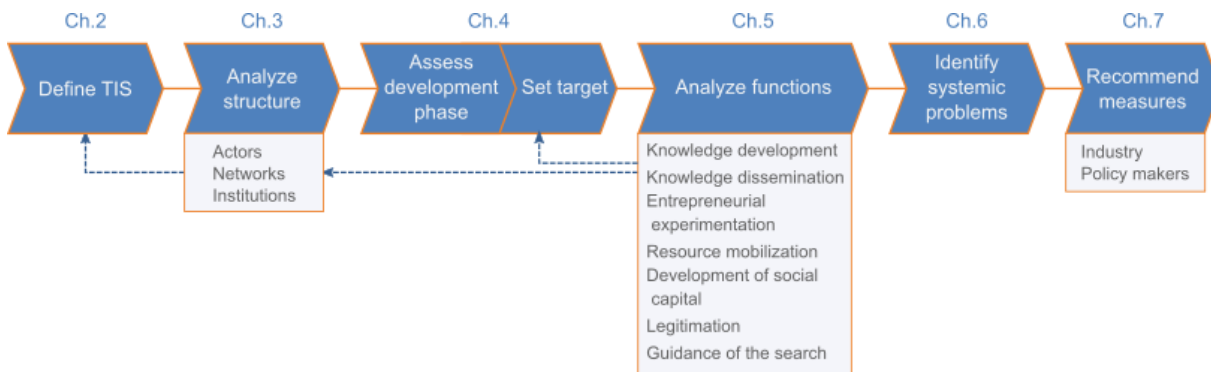 Ch.2
Ch.3
Ch.4
Ch.5
Ch.6
Ch.7
Define TIS
Analyze
structure
Assess
development
phase
Set target
Analyze functions
Identify
systemic
problems
Recommend
measures
Actors
Networks
Institutions
Knowledge development
Knowledge dissemination
Entrepreneurial
experimentation
Resource mobilization
Development of social
capital
Legitimation
Guidance of the search
Industry
Policy makers